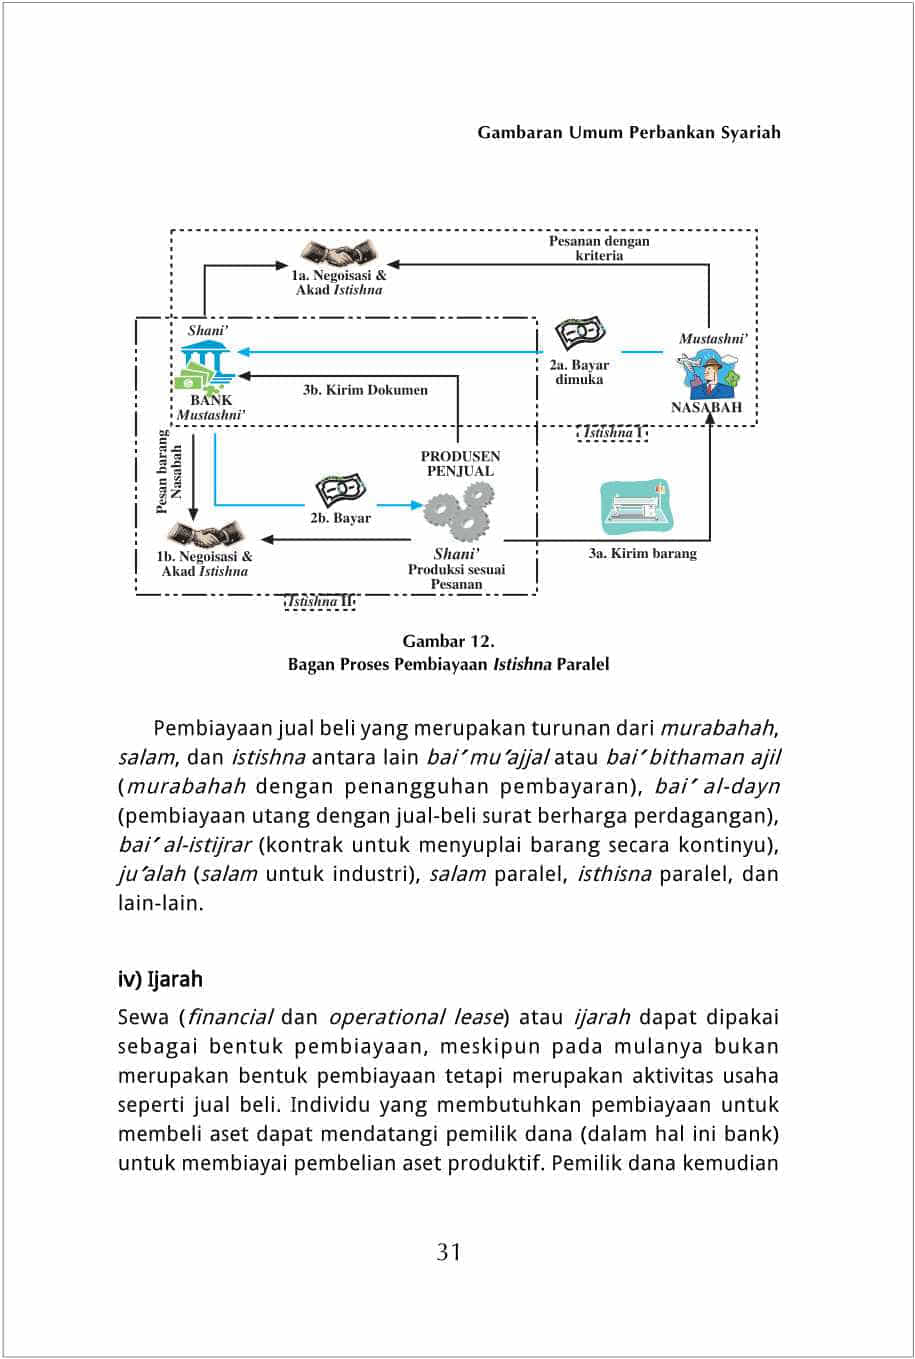 Gambaran Umum Perbankan Syariah
Pesanan dengan
kriteria
1a. Negoisasi &
Akad Istishna
Shani’
Mustashni’
2a. Bayar
dimuka
3b. Kirim Dokumen
BANK
Mustashni’
NASABAH
Istishna I
Pesan barang
Nasabah
PRODUSEN
PENJUAL
2b. Bayar
1b. Negoisasi &
Akad Istishna
Shani’
Produksi sesuai
Pesanan
3a. Kirim barang
Istishna II
Gambar 12.
Bagan Proses Pembiayaan Istishna Paralel
Pembiayaan jual beli yang merupakan turunan dari murabahah,
salam, dan istishna antara lain bai’ mu’ajjal atau bai’ bithaman ajil
(murabahah dengan penangguhan pembayaran), bai’ al-dayn
(pembiayaan utang dengan jual-beli surat berharga perdagangan),
bai’ al-istijrar (kontrak untuk menyuplai barang secara kontinyu),
ju’alah (salam untuk industri), salam paralel, isthisna paralel, dan
lain-lain.
iv) Ijarah
Sewa (financial dan operational lease) atau ijarah dapat dipakai
sebagai bentuk pembiayaan, meskipun pada mulanya bukan
merupakan bentuk pembiayaan tetapi merupakan aktivitas usaha
seperti jual beli. Individu yang membutuhkan pembiayaan untuk
membeli aset dapat mendatangi pemilik dana (dalam hal ini bank)
untuk membiayai pembelian aset produktif. Pemilik dana kemudian
31